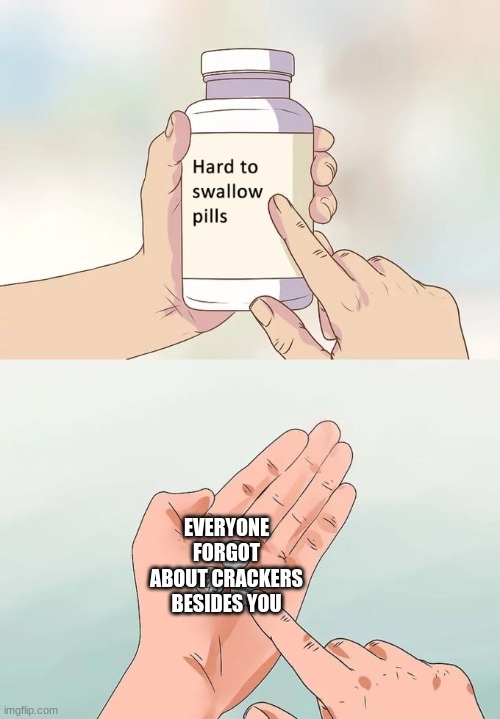 Hard to
swallow
pills
EVERYONE
FORGOT
ABOUT CRACKERS
BESIDES YOU
imgflip.com